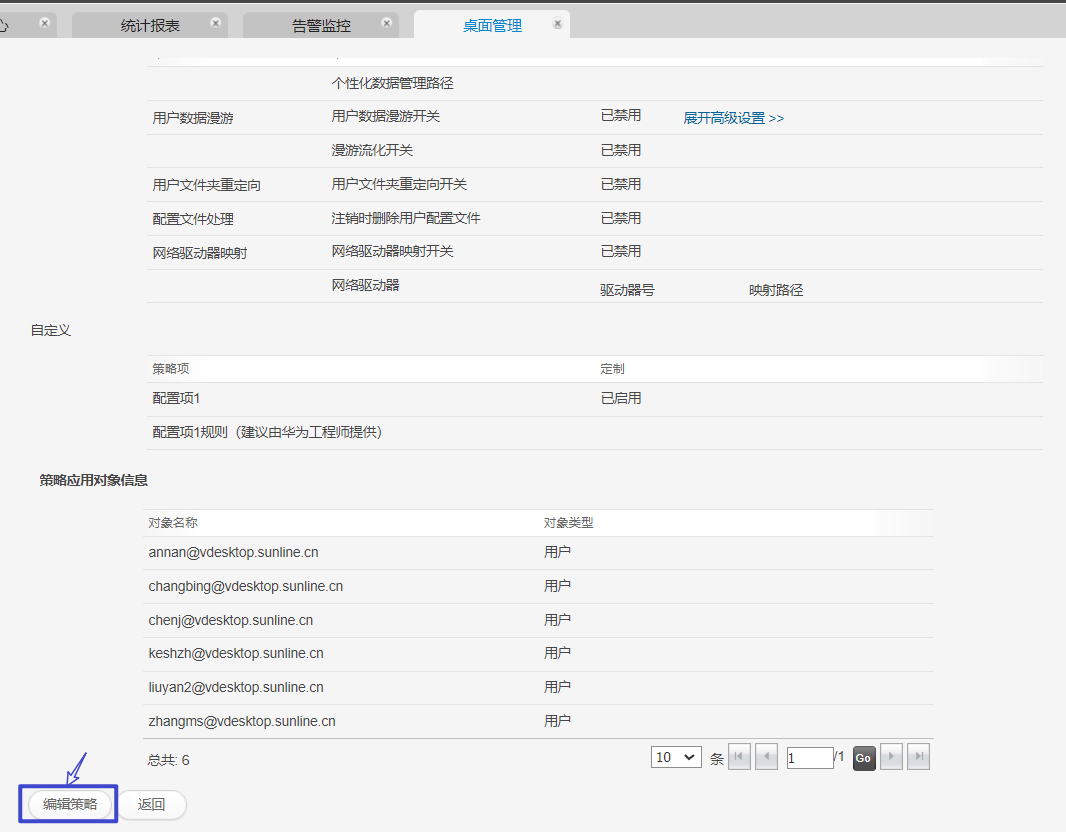 心 统计报表 告警监控 桌面管理
个性化数据管理路径
用户数据漫游 用户数据漫游开关 已禁用 展开高级设置 >>
漫游流化开关 已禁用
用户文件夹重定向 用户文件夹重定向开关 已禁用
配置文件处理 注销时删除用户配置文件 已禁用
网络驱动器映射 网络驱动器映射开关 已禁用
网络驱动器 驱动器号 映射路径
自定义
策略项 定制
配置项1 已启用
配置项1规则（建议由华为工程师提供）
策略应用对象信息
对象名称 对象类型
annan@vdesktop.sunline.cn 用户
changbing@vdesktop.sunline.cn 用户
chenj@vdesktop.sunline.cn 用户
keshzh@vdesktop.sunline.cn 用户
liuyan2@vdesktop.sunline.cn 用户
zhangms@vdesktop.sunline.cn 用户
总共: 6 10 条 1 /1 Go
编辑策略 返回